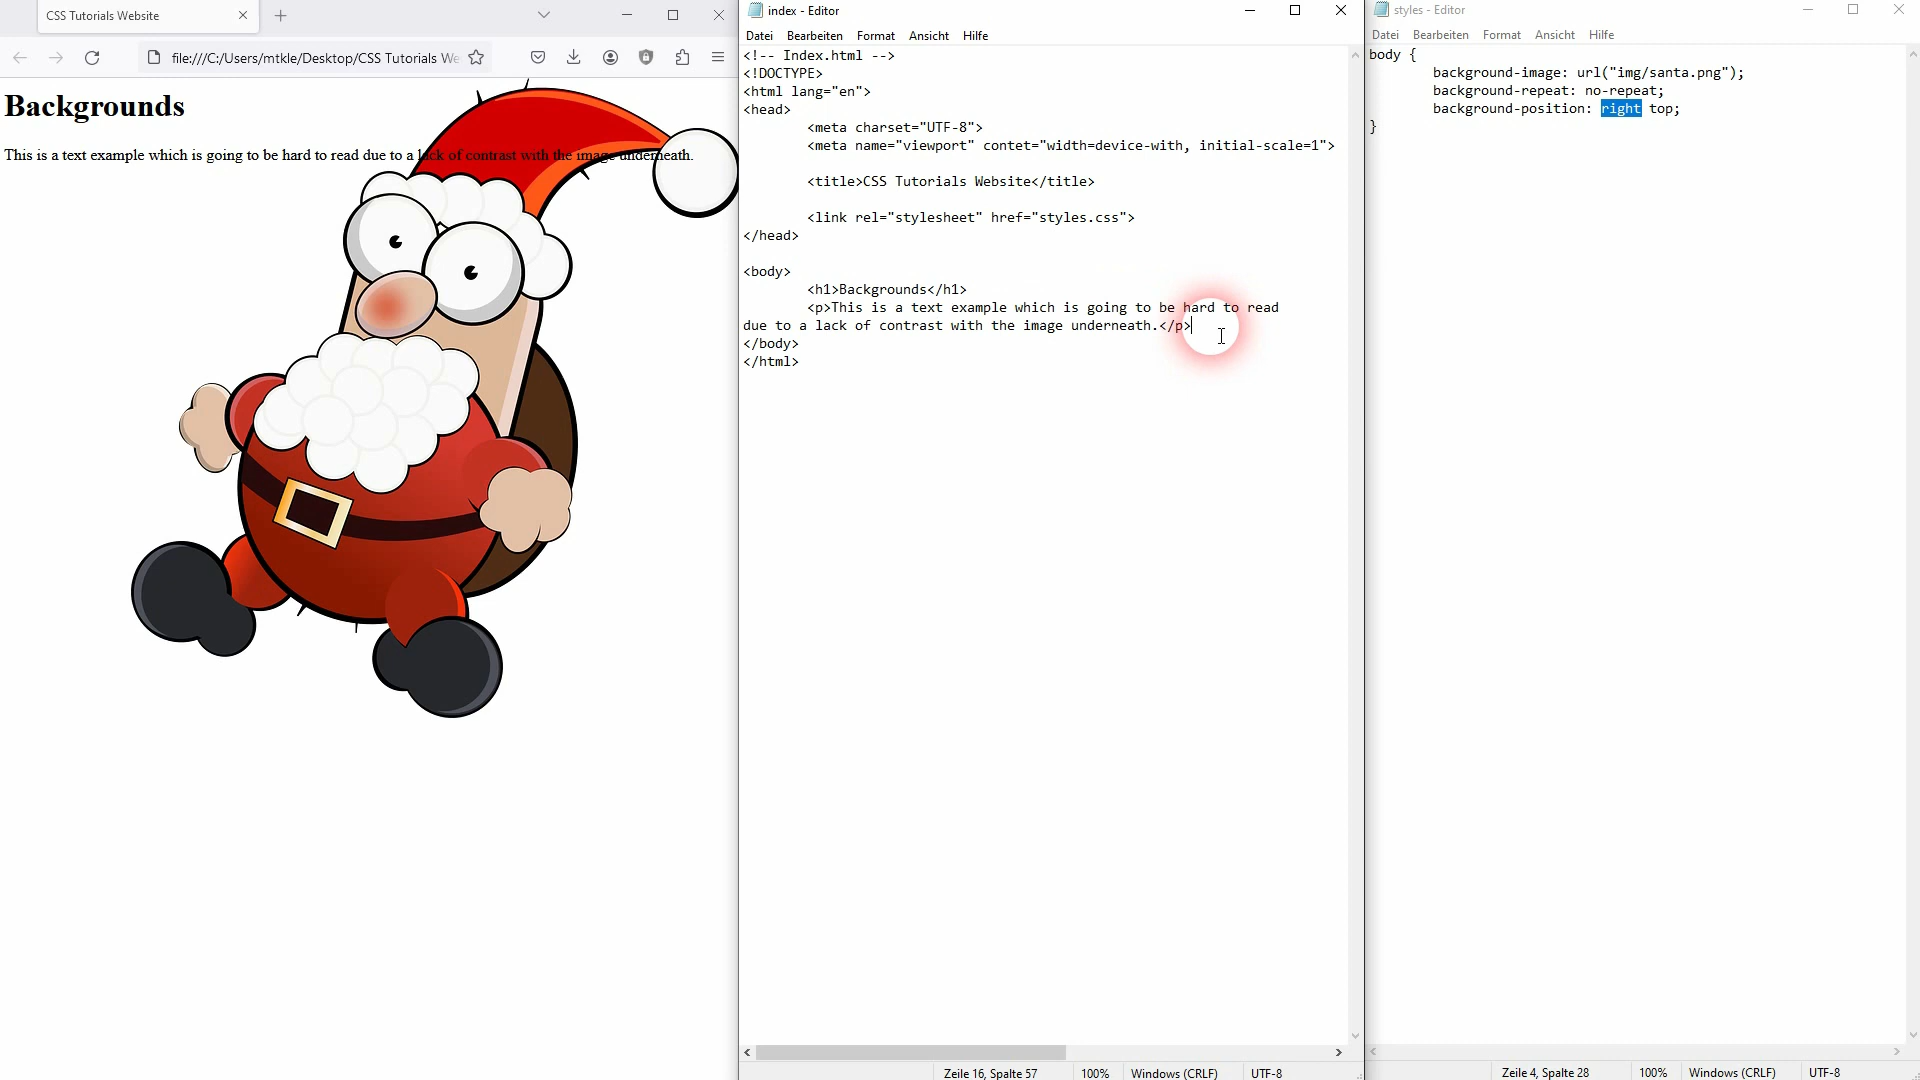 CSS Tutorials Website
file:///C:/Users/mtkle/Desktop/CSS Tutorials We
Backgrounds
This is a text example which is going to be hard to read due to a lack of contrast with the image underneath.
index - Editor
Datei Bearbeiten Format Ansicht Hilfe
<!-- Index.html -->
<!DOCTYPE>
<html lang="en">
<head>
<meta charset="UTF-8">
<meta name="viewport" contet="width=device-with, initial-scale=1">
<title>CSS Tutorials Website</title>
<link rel="stylesheet" href="styles.css">
</head>
<body>
<h1>Backgrounds</h1>
<p>This is a text example which is going to be hard to read
due to a lack of contrast with the image underneath.</p>
</body>
</html>
Zeile 16, Spalte 57 100% Windows (CRLF) UTF-8
styles - Editor
Datei Bearbeiten Format Ansicht Hilfe
body {
background-image: url("img/santa.png");
background-repeat: no-repeat;
background-position: right top;
}
Zeile 4, Spalte 28 100% Windows (CRLF) UTF-8